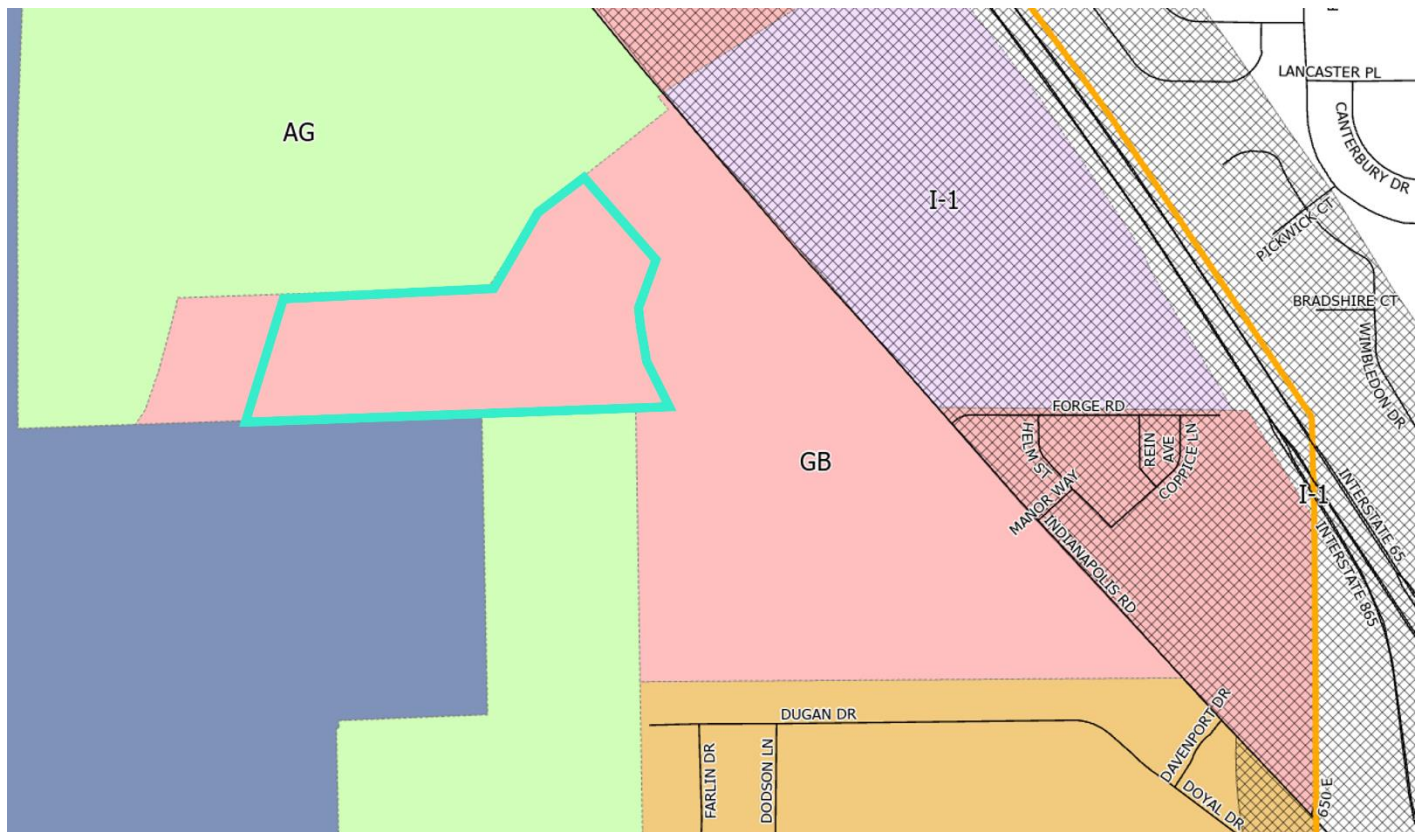 LANCASTER PL
CANTERBURY DR
AG
I-1
PICKWICK CT
BRADSHIRE CT
WIMBLEDON DR
FORGE RD
HELM ST
REIN
AVE
COPPICE LN
GB
MANOR WAY
I-1
INTERSTATE 65
INDIANAPOLIS RD
INTERSTATE 865
DUGAN DR
DAVENPORT DR
FARLIN DR
DODSON LN
DOYAL DR
650 E